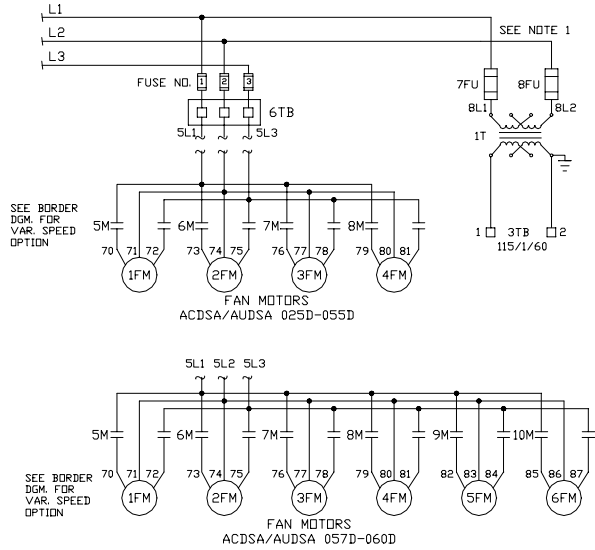 L1
L2
SEE NOTE 1
L3
FUSE NO. 1 2 3
7FU 8FU
6TB
8L1 8L2
5L1 5L3
1T
SEE BORDER
DGM. FOR
VAR. SPEED
OPTION
5M 6M 7M 8M
1 3TB 2
115/1/60
70 71 72 73 74 75 76 77 78 79 80 81
1FM 2FM 3FM 4FM
FAN MOTORS
ACDSA/AUDSA 025D-055D
5L1 5L2 5L3
5M 6M 7M 8M 9M 10M
70 71 72 73 74 75 76 77 78 79 80 81 82 83 84 85 86 87
SEE BORDER
DGM. FOR
VAR. SPEED
OPTION
1FM 2FM 3FM 4FM 5FM 6FM
FAN MOTORS
ACDSA/AUDSA 057D-060D